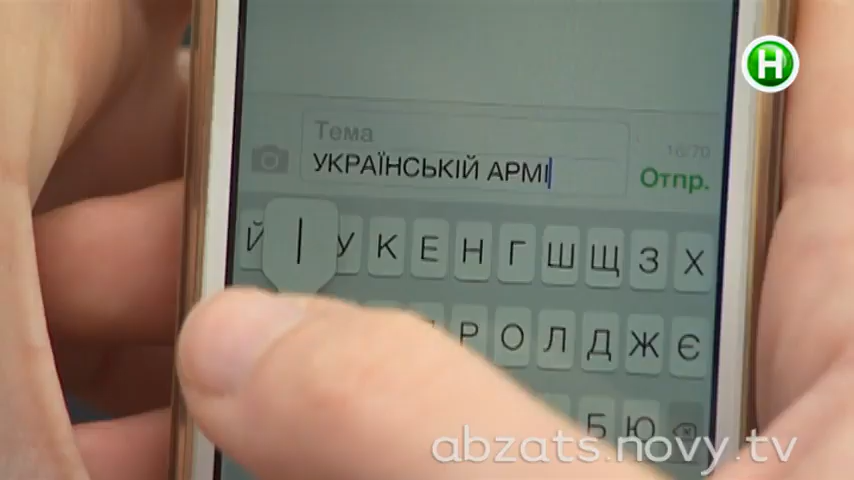 Н
Тема
16/70
УКРАЇНСЬКІЙ АРМІ
Отпр.
Й І У К Е Н Г Ш Щ З Х
Р О Л Д Ж Є
Б Ю
abzats.novy.tv